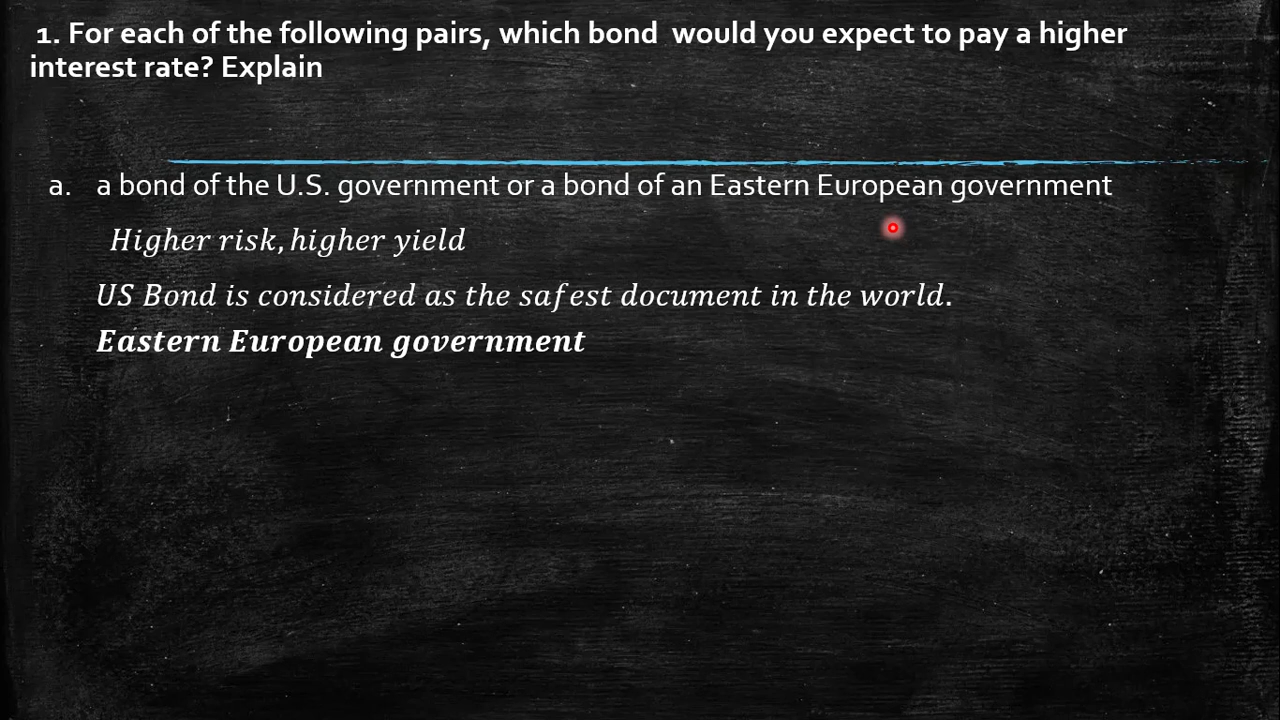 1. For each of the following pairs, which bond would you expect to pay a higher
interest rate? Explain
a. a bond of the U.S. government or a bond of an Eastern European government
Higher risk, higher yield
US Bond is considered as the safest document in the world.
Eastern European government